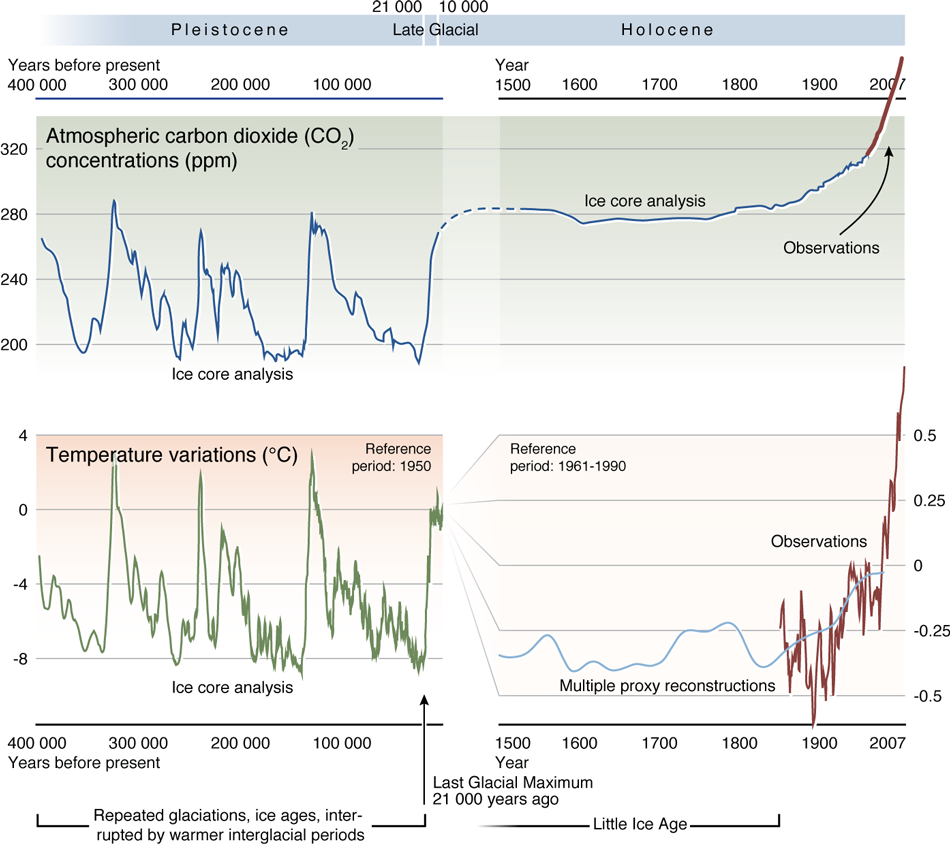 21 000 10 000
Pleistocene Late Glacial Holocene
Years before present
400 000 300 000 200 000 100 000
Year
1500 1600 1700 1800 1900 2007
Atmospheric carbon dioxide (CO2)
concentrations (ppm)
320
280
240
200
Ice core analysis
Ice core analysis
Observations
Temperature variations (°C)
Reference
period: 1950
4
0
-4
-8
Ice core analysis
Reference
period: 1961-1990
Observations
Multiple proxy reconstructions
0.5
0.25
0
-0.25
-0.5
400 000 300 000 200 000 100 000
Years before present
1500 1600 1700 1800 1900 2007
Year
Last Glacial Maximum
21 000 years ago
Repeated glaciations, ice ages, inter-
rupted by warmer interglacial periods
Little Ice Age